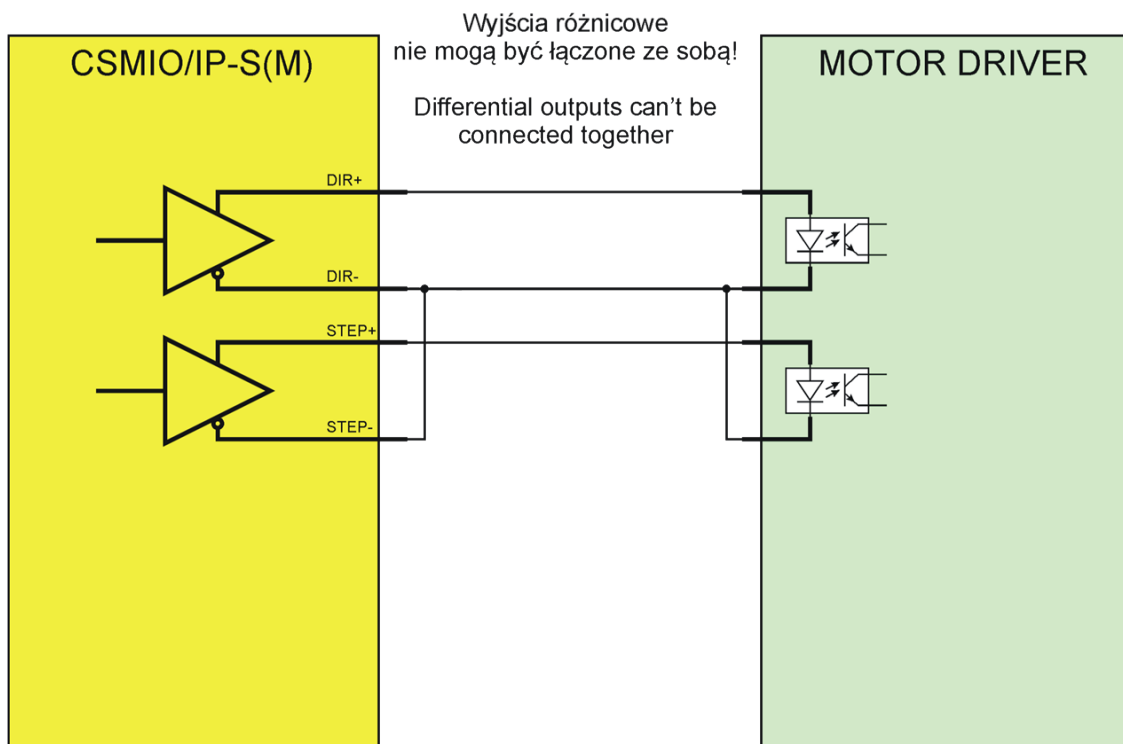 Wyjścia różnicowe
nie mogą być łączone ze sobą!
Differential outputs can't be
connected together
CSMIO/IP-S(M)
MOTOR DRIVER
DIR+
DIR-
STEP+
STEP-